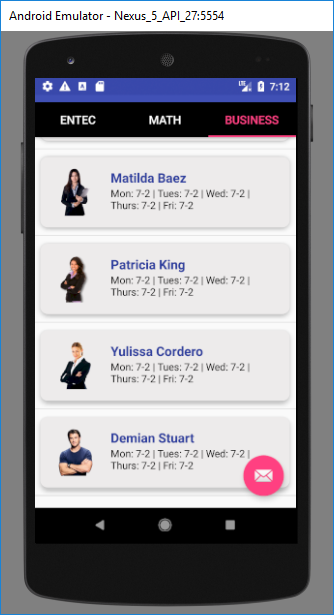 Android Emulator - Nexus_5_API_27:5554
LTE 7:12
ENTEC MATH BUSINESS
Matilda Baez
Mon: 7-2 | Tues: 7-2 | Wed: 7-2 |
Thurs: 7-2 | Fri: 7-2
Patricia King
Mon: 7-2 | Tues: 7-2 | Wed: 7-2 |
Thurs: 7-2 | Fri: 7-2
Yulissa Cordero
Mon: 7-2 | Tues: 7-2 | Wed: 7-2 |
Thurs: 7-2 | Fri: 7-2
Demian Stuart
Mon: 7-2 | Tues: 7-2 | Wed: 7-2 |
Thurs: 7-2 | Fri: 7-2